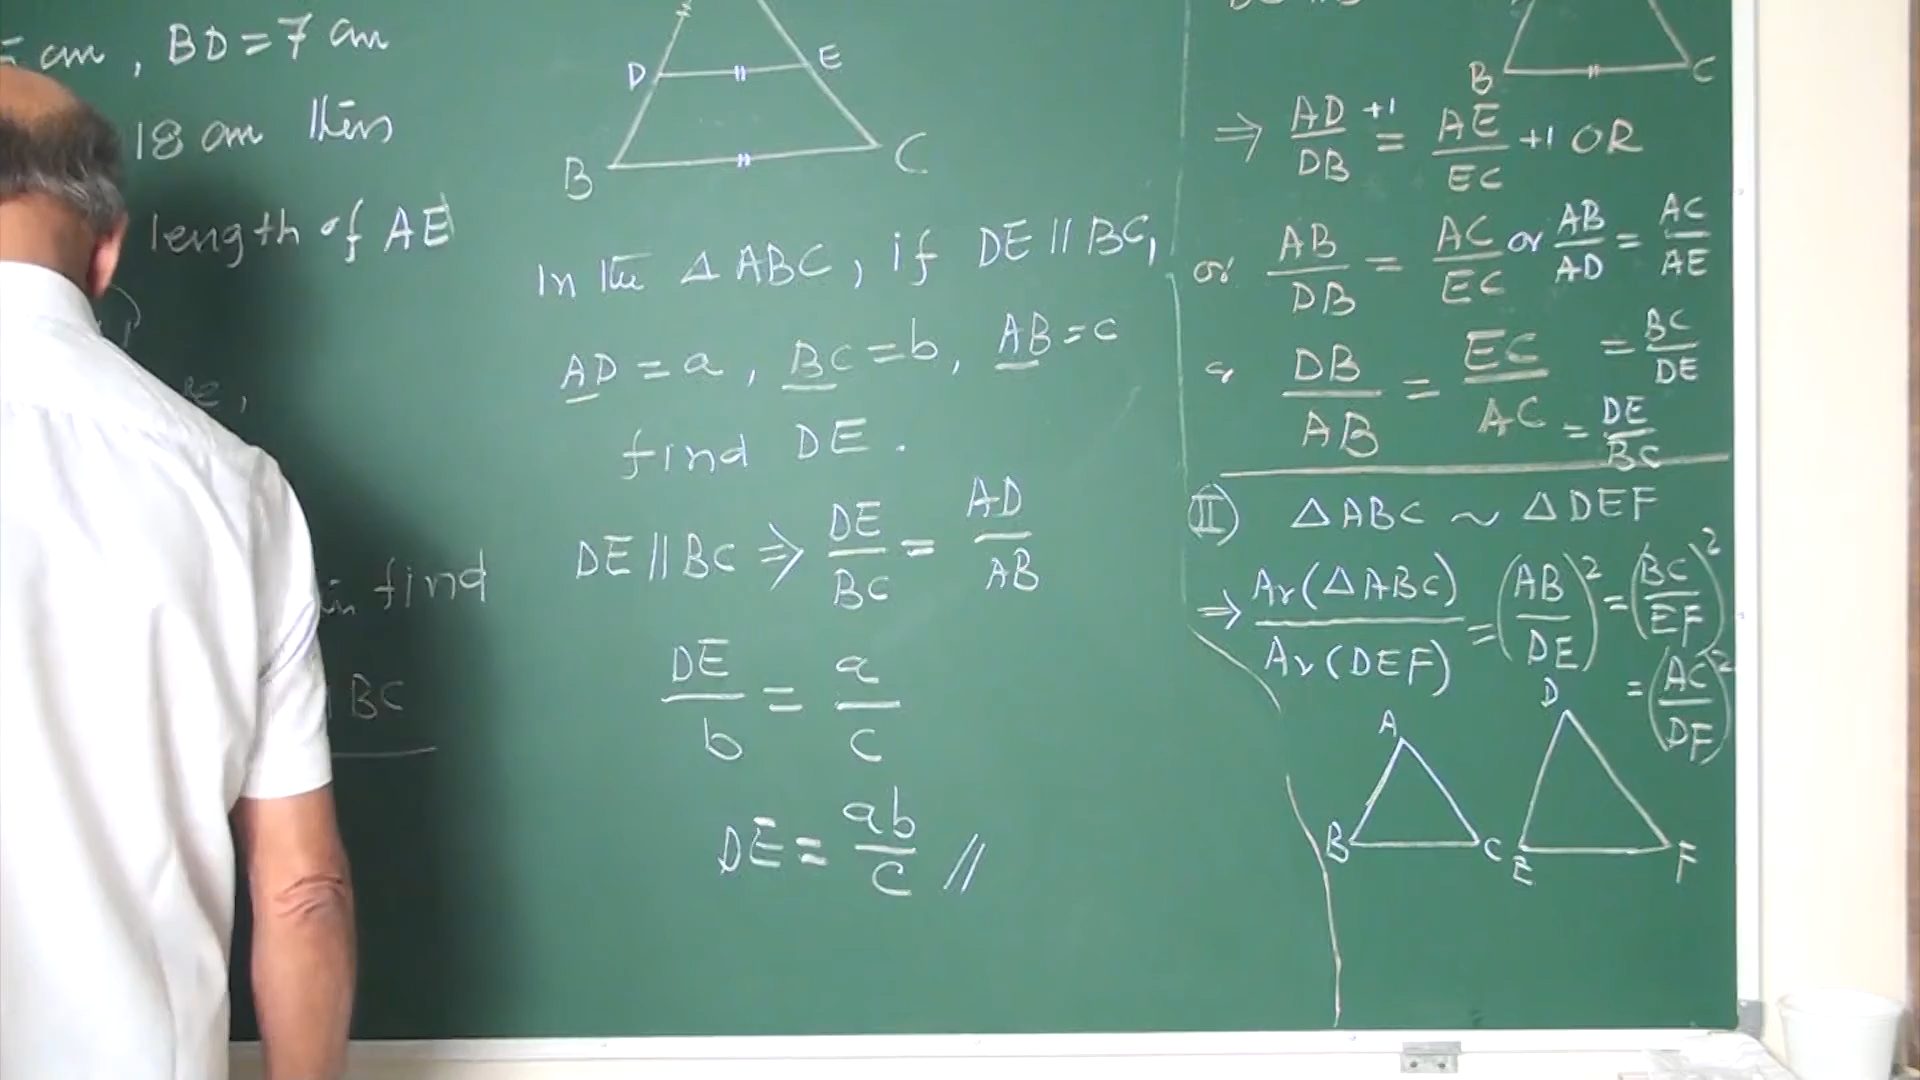 cm, BD = 7 cm
18 cm then
length of AE
find
BC
D
E
B
C
In the △ ABC, if DE // BC,
AD = a, BC = b, AB = c
find DE.
DE // BC ⇒ DE/BC = AD/AB
DE/b = a/c
DE = ab/c //
B
C
⇒ AD/DB +1 = AE/EC +1 OR
or AB/DB = AC/EC or AB/AD = AC/AE
= BC/DE
DB/AB = EC/AC = DE/BC
II) △ABC ~ △DEF
⇒ Ar(△ABC)/Ar(DEF) = (AB/DE)² = (BC/EF)²
= (AC/DF)²
A
D
B
C
E
F